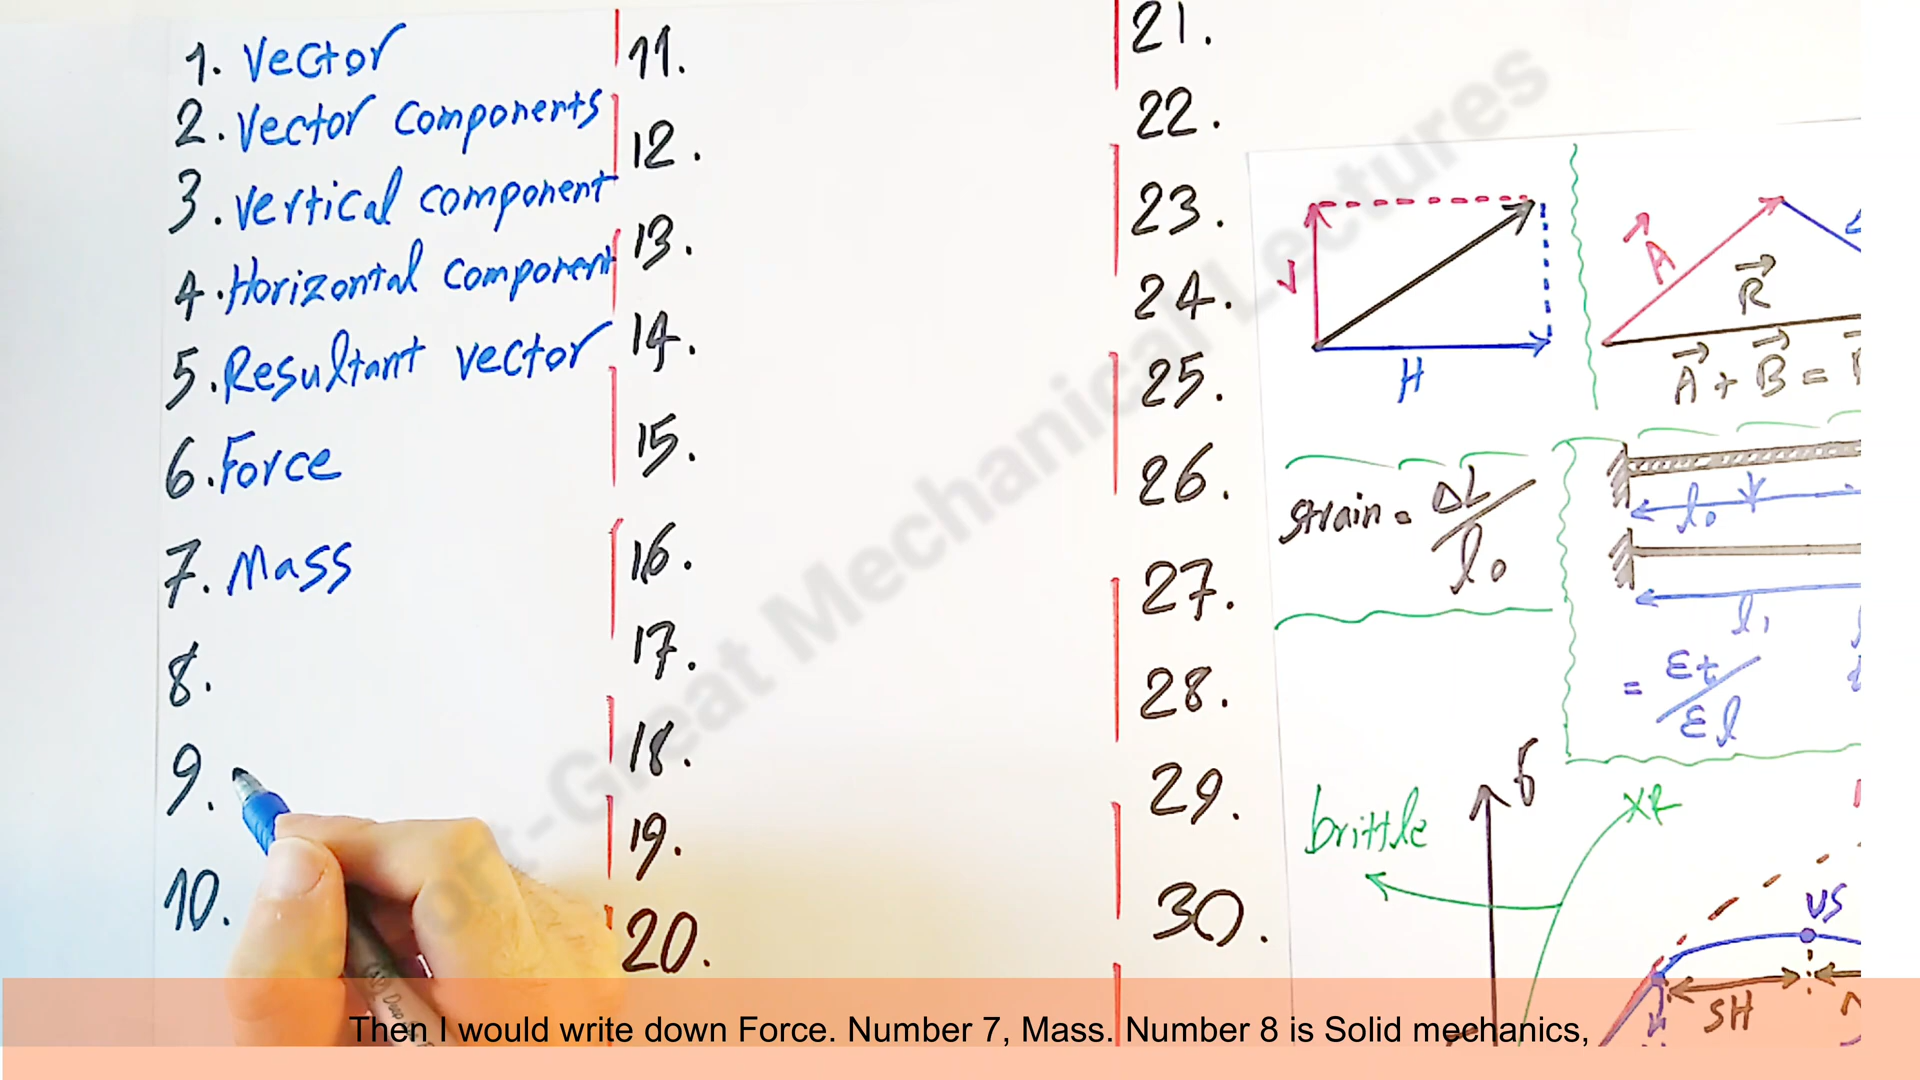 1. Vector
2. Vector components
3. Vertical component
4. Horizontal component
5. Resultant vector
6. Force
7. Mass
8.
9.
10.
11.
12.
13.
14.
15.
16.
17.
18.
19.
20.
21.
22.
23.
24.
25.
26.
27.
28.
29.
30.
V
H
A
R
A + B =
strain = ΔL / l₀
l₀
l₁
= εt / εl
brittle
σ
XR
US
SH
Great Mechanical Lectures
Then I would write down Force. Number 7, Mass. Number 8 is Solid mechanics,